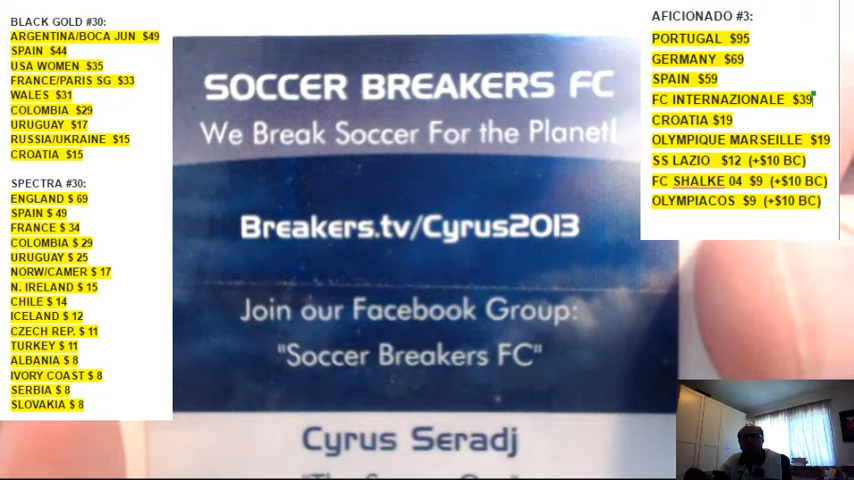 BLACK GOLD #30:
ARGENTINA/BOCA JUN $49
SPAIN $44
USA WOMEN $35
FRANCE/PARIS SG $33
WALES $31
COLOMBIA $29
URUGUAY $17
RUSSIA/UKRAINE $15
CROATIA $15
SPECTRA #30:
ENGLAND $ 69
SPAIN $ 49
FRANCE $ 34
COLOMBIA $ 29
URUGUAY $ 25
NORW/CAMER $ 17
N. IRELAND $ 15
CHILE $ 14
ICELAND $ 12
CZECH REP, $ 11
TURKEY $ 11
ALBANIA $ 8
IVORY COAST $ 8
SERBIA $ 8
SLOVAKIA $ 8
SOCCER BREAKERS FC
We Break Soccer For the Planet!
Breakers.tv/Cyrus2013
Join our Facebook Group:
"Soccer Breakers FC"
Cyrus Seradj
AFICIONADO #3:
PORTUGAL $95
GERMANY $69
SPAIN $59
FC INTERNAZIONALE $39
CROATIA $19
OLYMPIQUE MARSEILLE $19
SS LAZIO $12 (+$10 BC)
FC SHALKE 04 $9 (+$10 BC)
OLYMPIACOS $9 (+$10 BC)